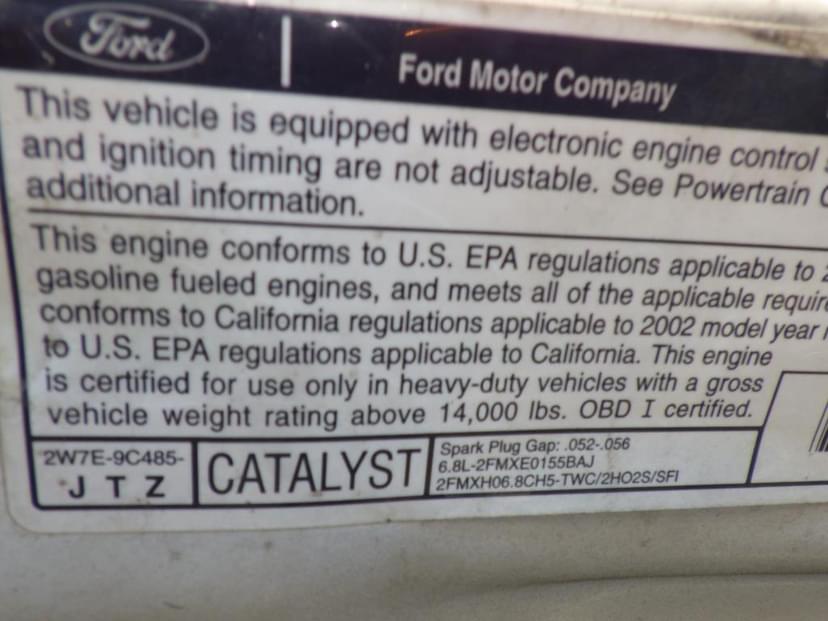 Ford
Ford Motor Company
This vehicle is equipped with electronic engine control
and ignition timing are not adjustable. See Powertrain
additional information.
This engine conforms to U.S. EPA regulations applicable to
gasoline fueled engines, and meets all of the applicable
conforms to California regulations applicable to 2002 model year
to U.S. EPA regulations applicable to California. This engine
is certified for use only in heavy-duty vehicles with a gross
vehicle weight rating above 14,000 lbs. OBD I certified.
2W7E-9C485-
J T Z
CATALYST
Spark Plug Gap: .052-.056
6.8L-2FMXE0155BAJ
2FMXH06.8CH5-TWC/2HO2S/SFI